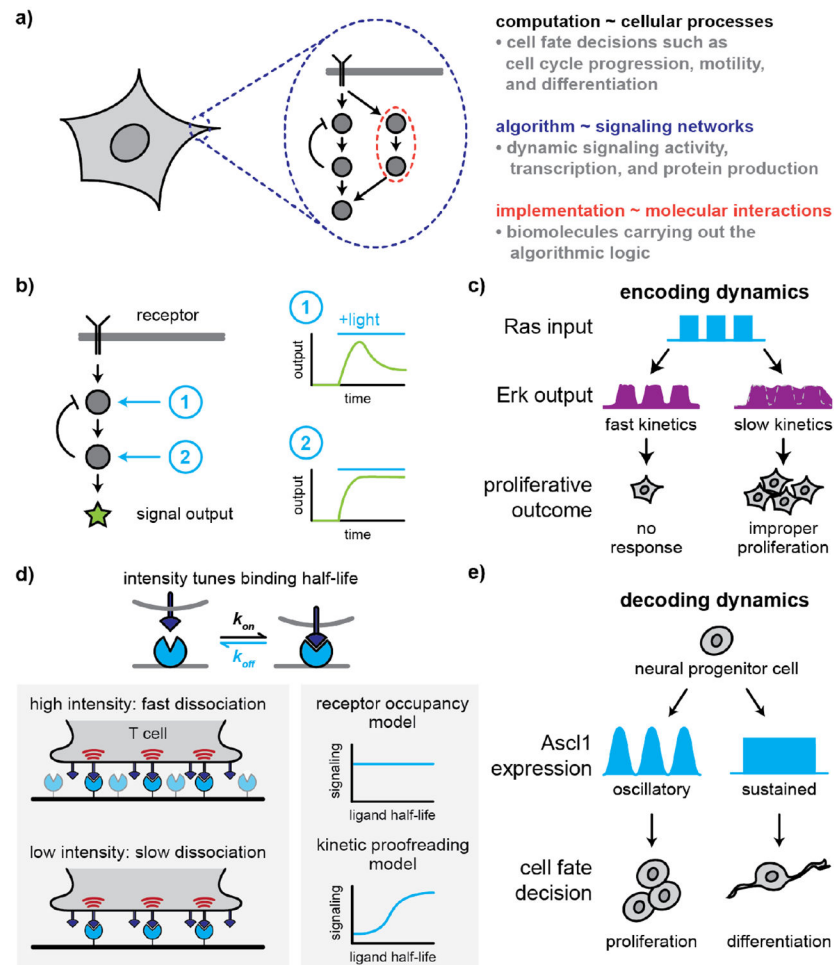 a)
computation ~ cellular processes
• cell fate decisions such as
cell cycle progression, motility,
and differentiation
algorithm ~ signaling networks
• dynamic signaling activity,
transcription, and protein production
implementation ~ molecular interactions
• biomolecules carrying out the
algorithmic logic
b)
receptor
1
2
signal output
1
+light
output
time
2
output
time
c)
encoding dynamics
Ras input
Erk output
fast kinetics
slow kinetics
proliferative
outcome
no
response
improper
proliferation
d)
intensity tunes binding half-life
kon
koff
high intensity: fast dissociation
T cell
low intensity: slow dissociation
receptor occupancy
model
signaling
ligand half-life
kinetic proofreading
model
signaling
ligand half-life
e)
decoding dynamics
neural progenitor cell
Ascl1
expression
oscillatory
sustained
cell fate
decision
proliferation
differentiation